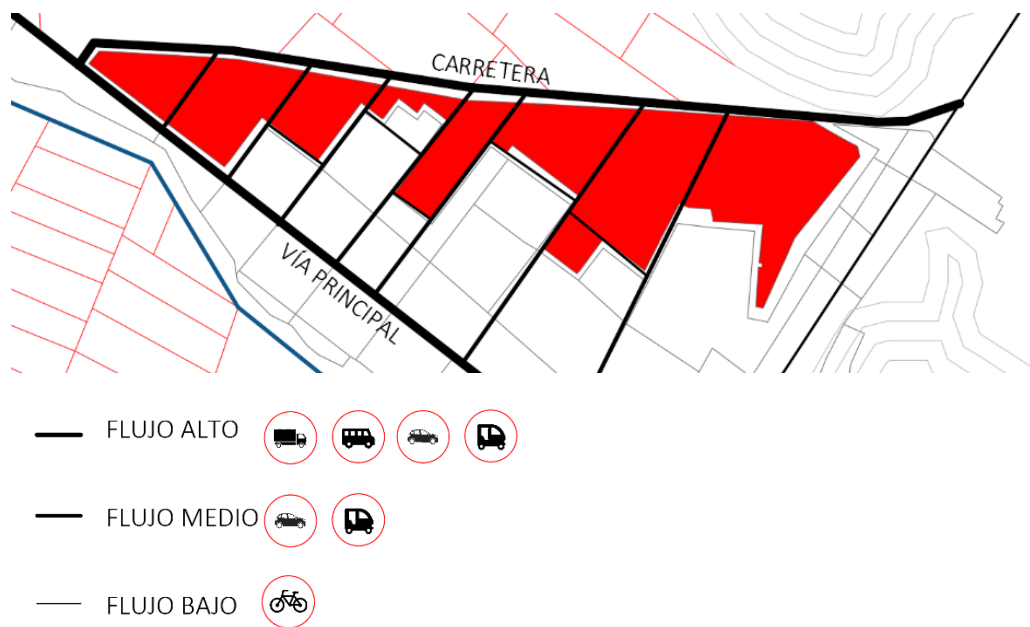 CARRETERA
VÍA PRINCIPAL
FLUJO ALTO
FLUJO MEDIO
FLUJO BAJO